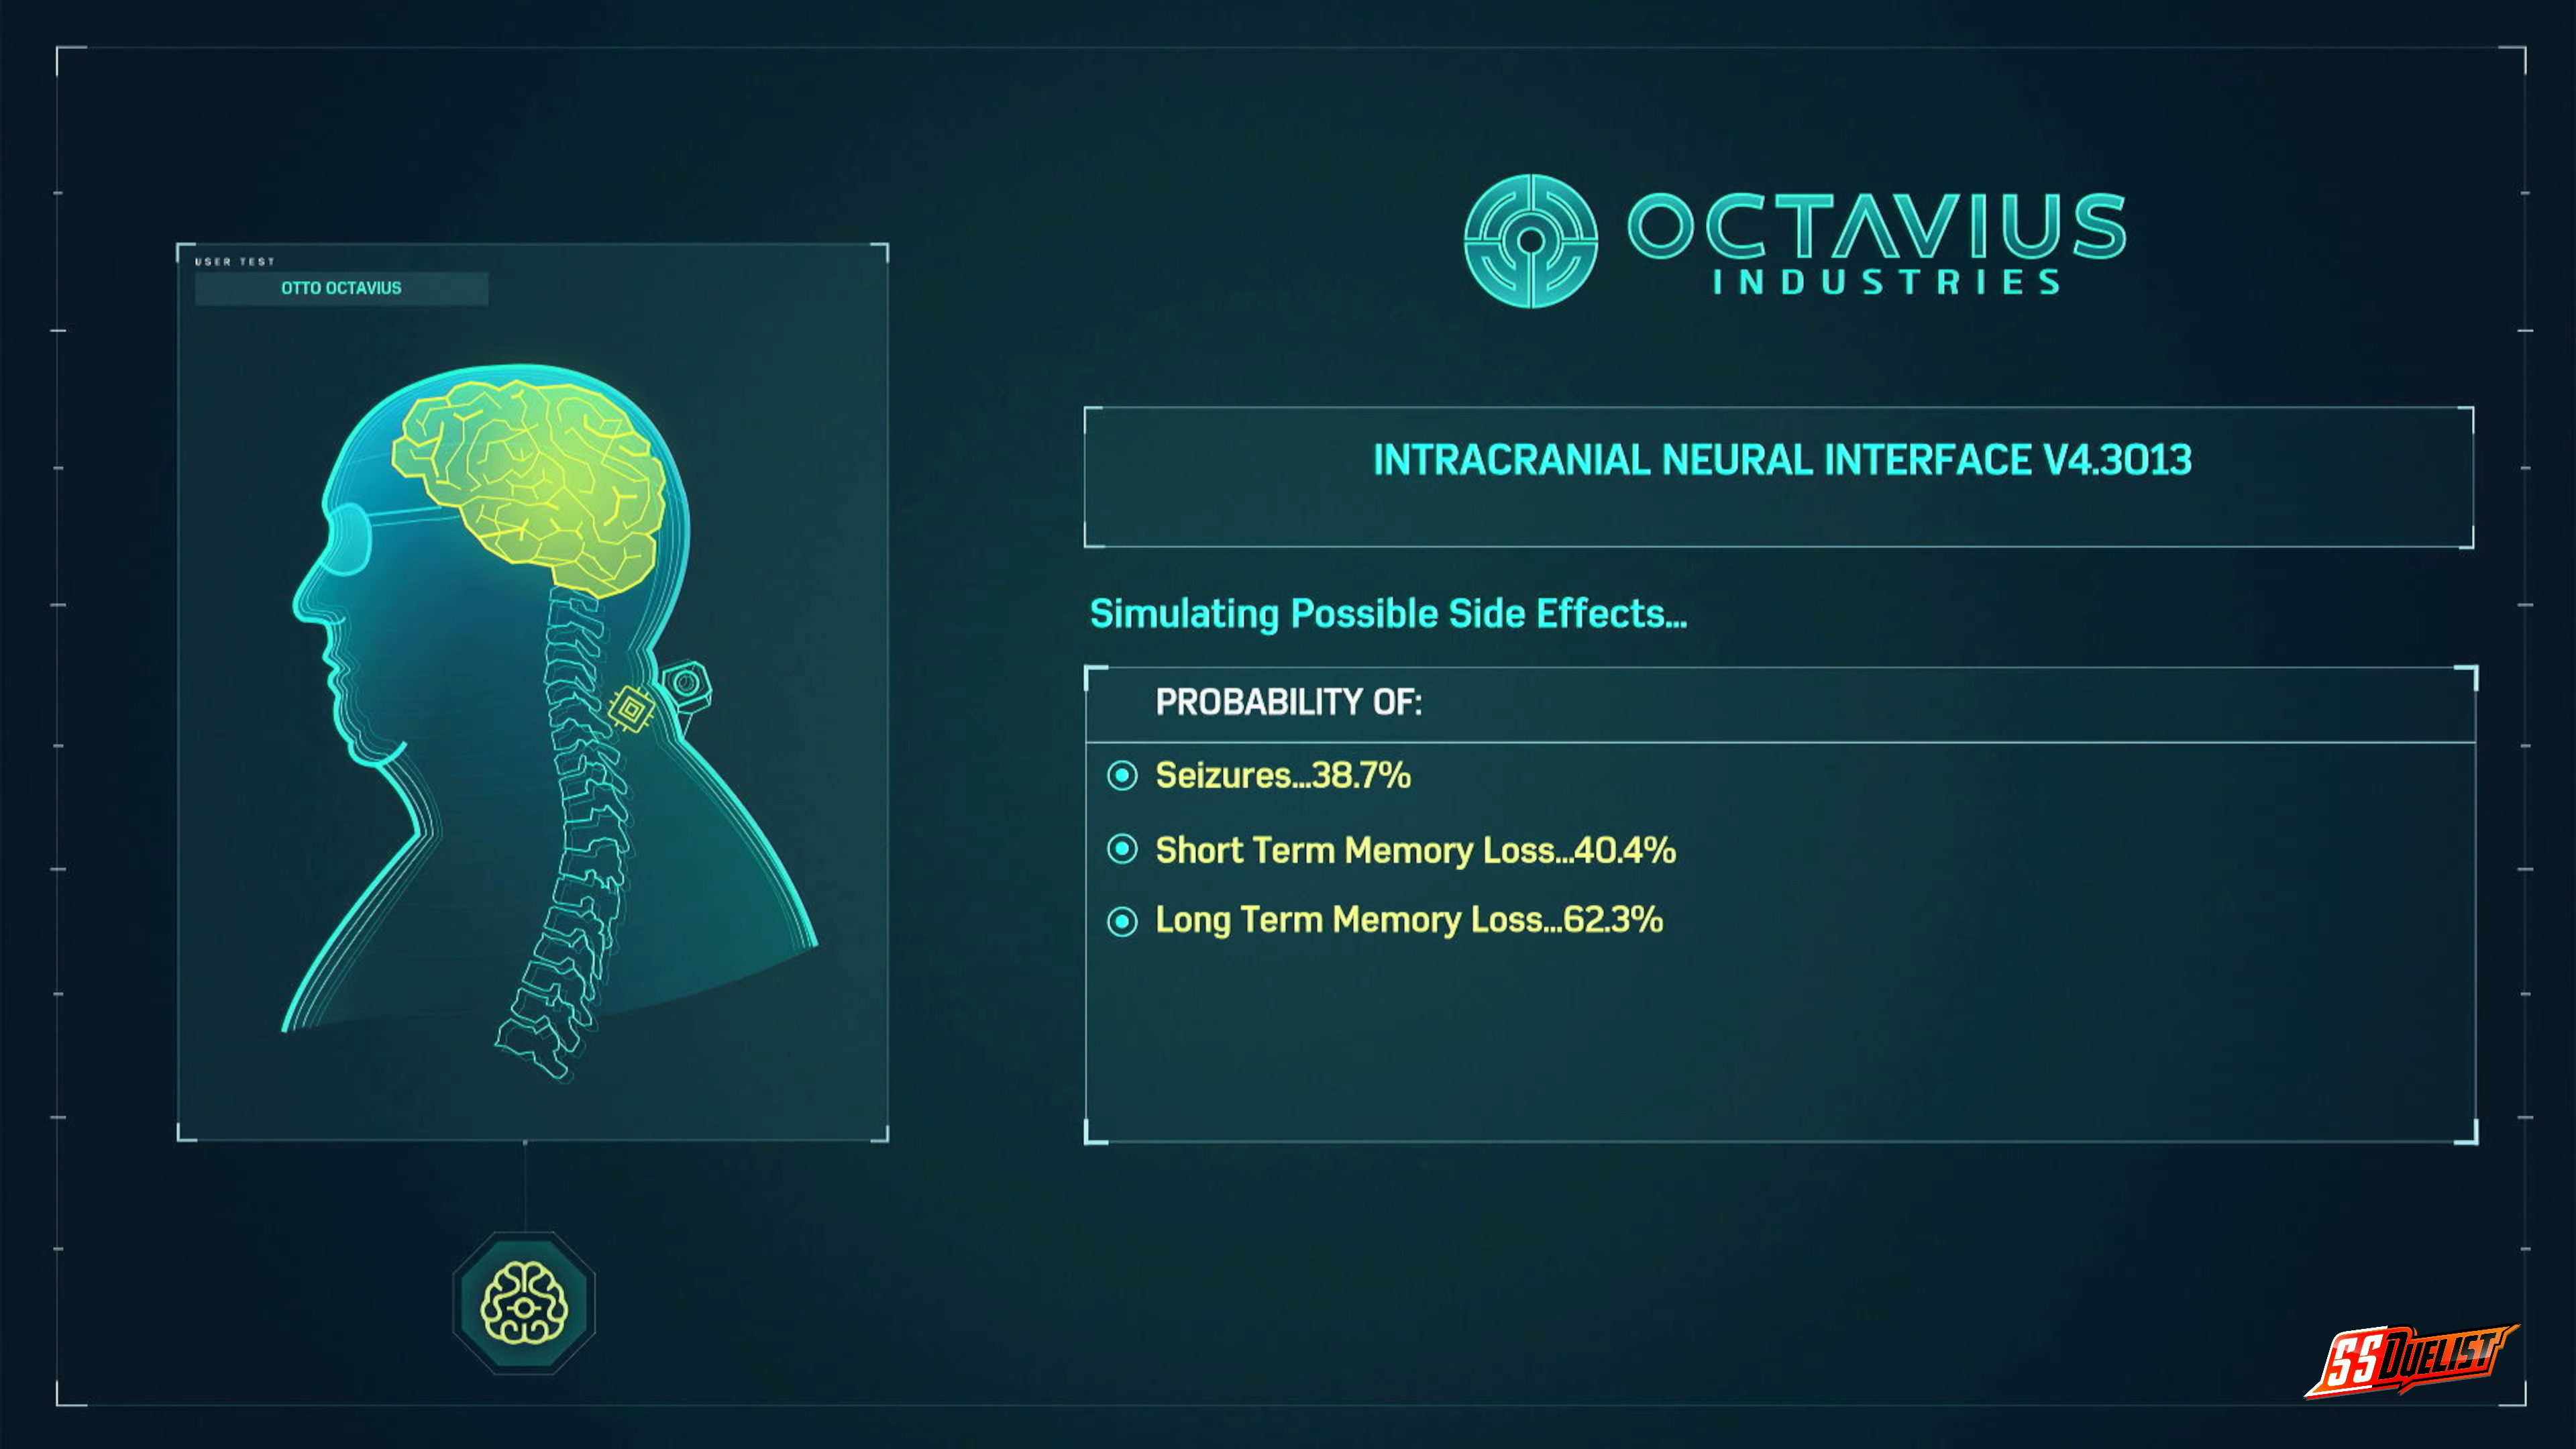 USER TEST
OTTO OCTAVIUS
OCTAVIUS
INDUSTRIES
INTRACRANIAL NEURAL INTERFACE V4.3013
Simulating Possible Side Effects...
PROBABILITY OF:
Seizures...38.7%
Short Term Memory Loss...40.4%
Long Term Memory Loss...62.3%
SSDUELIST